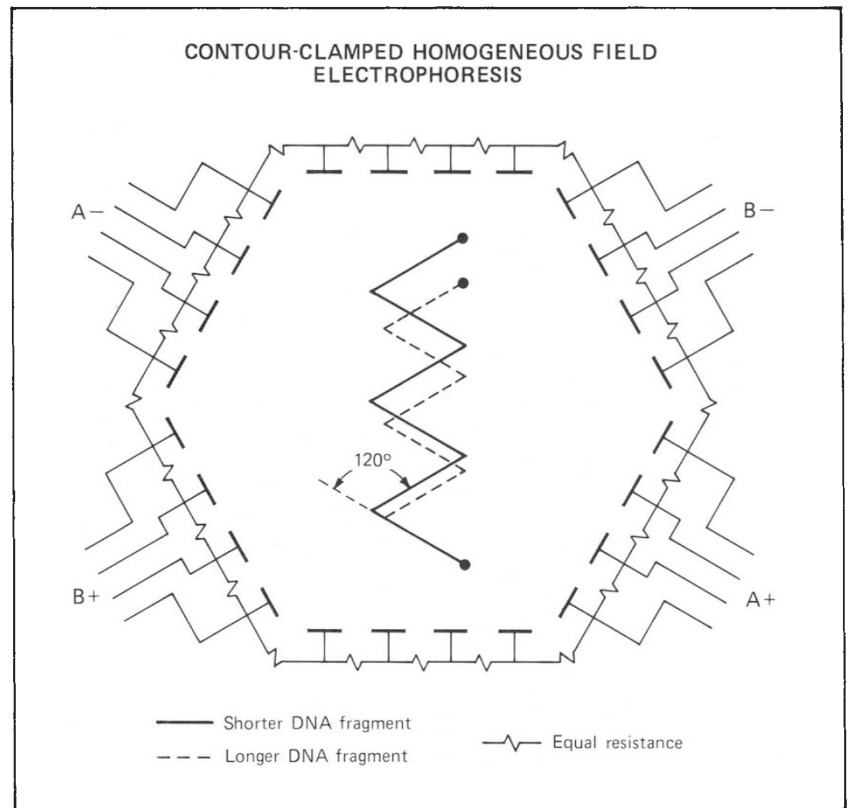 CONTOUR-CLAMPED HOMOGENEOUS FIELD
ELECTROPHORESIS
A−
B−
120°
B+
A+
Shorter DNA fragment
Longer DNA fragment
Equal resistance